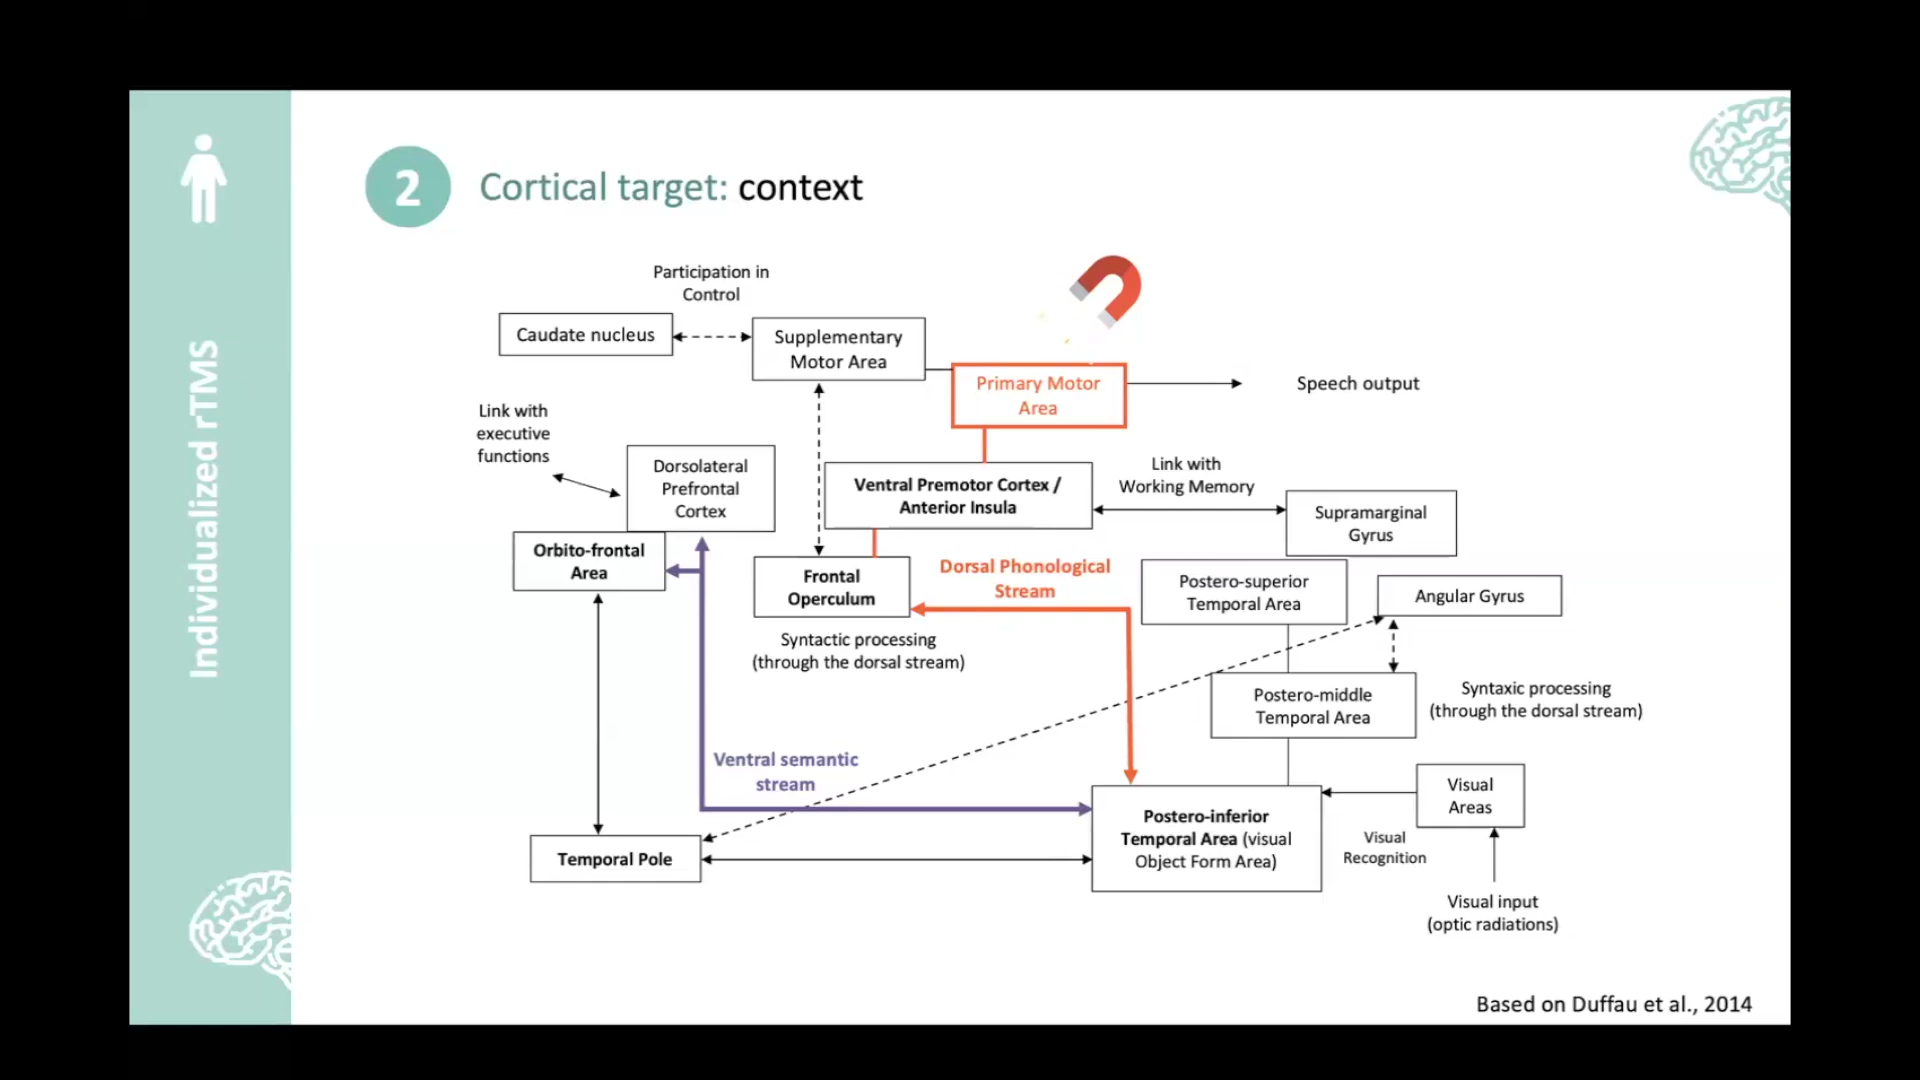 Individualized rTMS
2
Cortical target: context
Participation in
Control
Caudate nucleus
Supplementary
Motor Area
Primary Motor
Area
Speech output
Link with
executive
functions
Dorsolateral
Prefrontal
Cortex
Ventral Premotor Cortex /
Anterior Insula
Link with
Working Memory
Supramarginal
Gyrus
Orbito-frontal
Area
Frontal
Operculum
Dorsal Phonological
Stream
Postero-superior
Temporal Area
Angular Gyrus
Syntactic processing
(through the dorsal stream)
Postero-middle
Temporal Area
Syntaxic processing
(through the dorsal stream)
Ventral semantic
stream
Visual
Areas
Postero-inferior
Temporal Area (visual
Object Form Area)
Visual
Recognition
Temporal Pole
Visual input
(optic radiations)
Based on Duffau et al., 2014